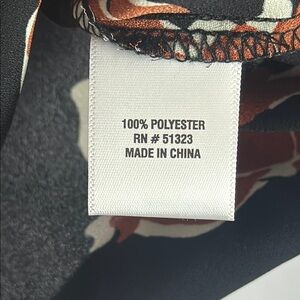 100% POLYESTER
RN # 51323
MADE IN CHINA